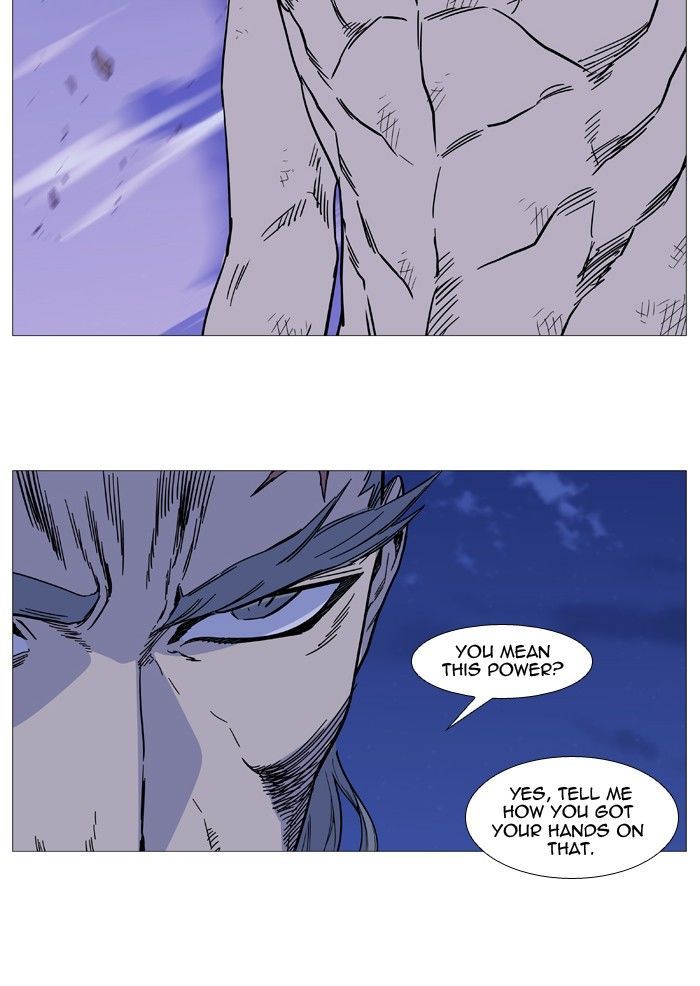 YOU MEAN
THIS POWER?
YES, TELL ME
HOW YOU GOT
YOUR HANDS ON
THAT.